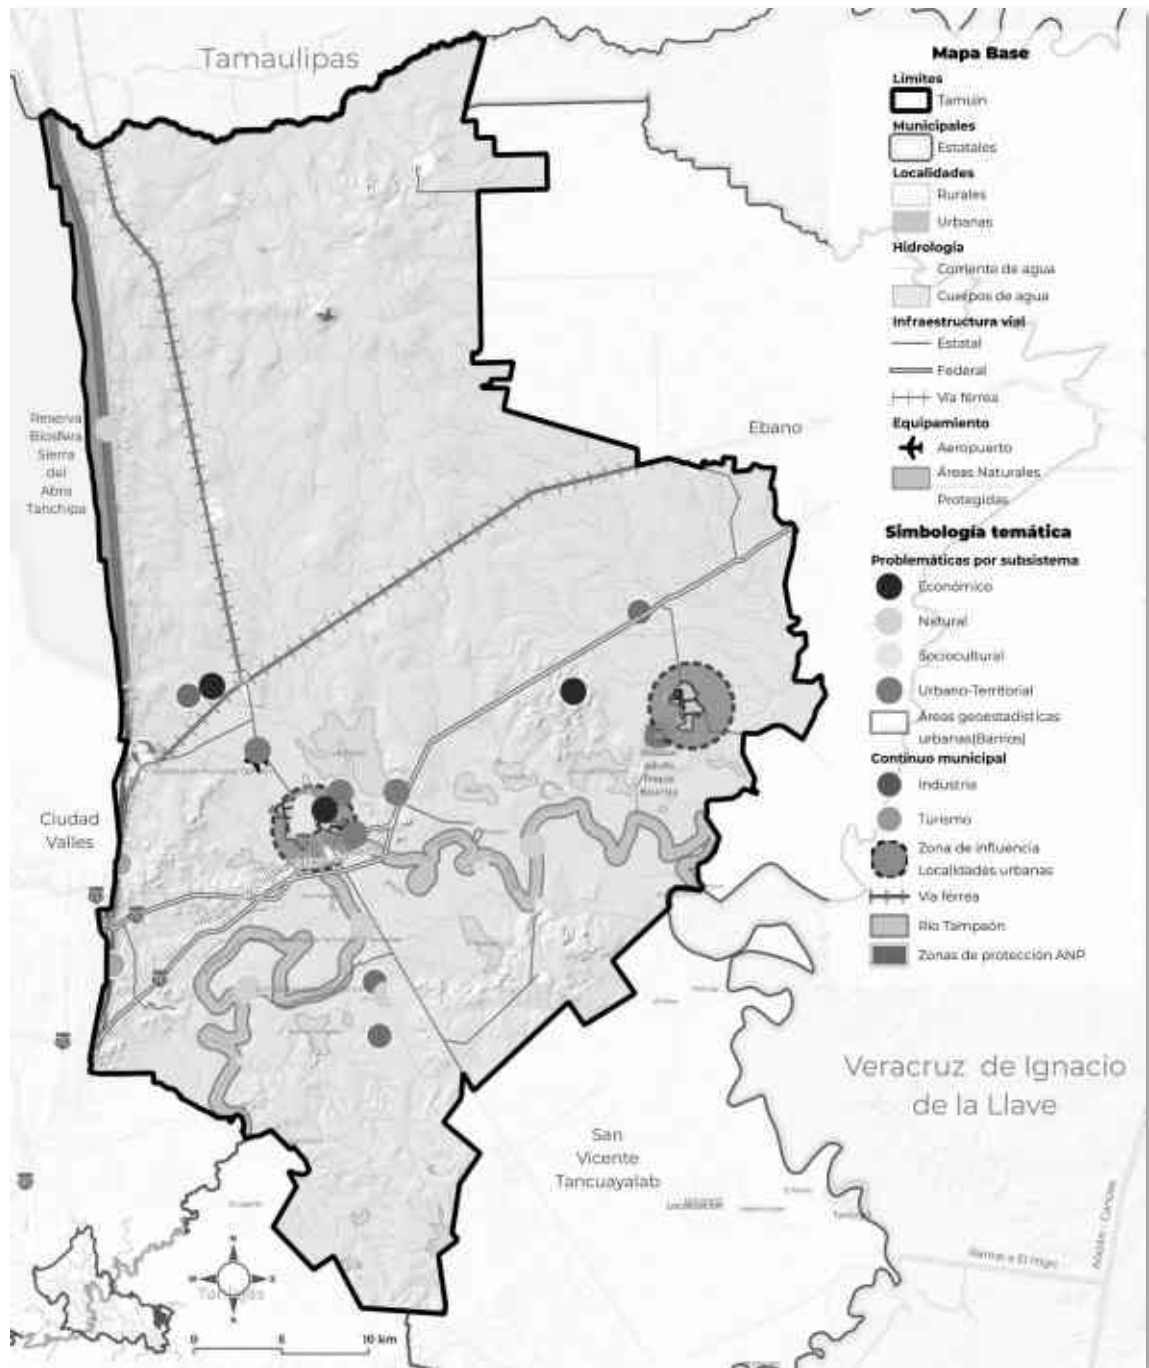 Tamaulipas
Mapa Base
Límites
Tamuín
Municipales
Estatales
Localidades
Rurales
Urbanas
Hidrología
Corriente de agua
Cuerpos de agua
Infraestructura vial
Estatal
Federal
Vía férrea
Equipamiento
Aeropuerto
Áreas Naturales
Protegidas
Simbología temática
Problemáticas por subsistema
Económico
Natural
Sociocultural
Urbano-Territorial
Áreas geoestadísticas
urbanas(Barrios)
Continuo municipal
Industria
Turismo
Zona de influencia
Localidades urbanas
Vía férrea
Río Tampaón
Zonas de protección ANP
Reserva
Biosfera
Sierra
del
Abra
Tanchipa
Ebano
Ciudad
Valles
Veracruz de Ignacio
de la Llave
San
Vicente
Tancuayalab
0 5 10 km